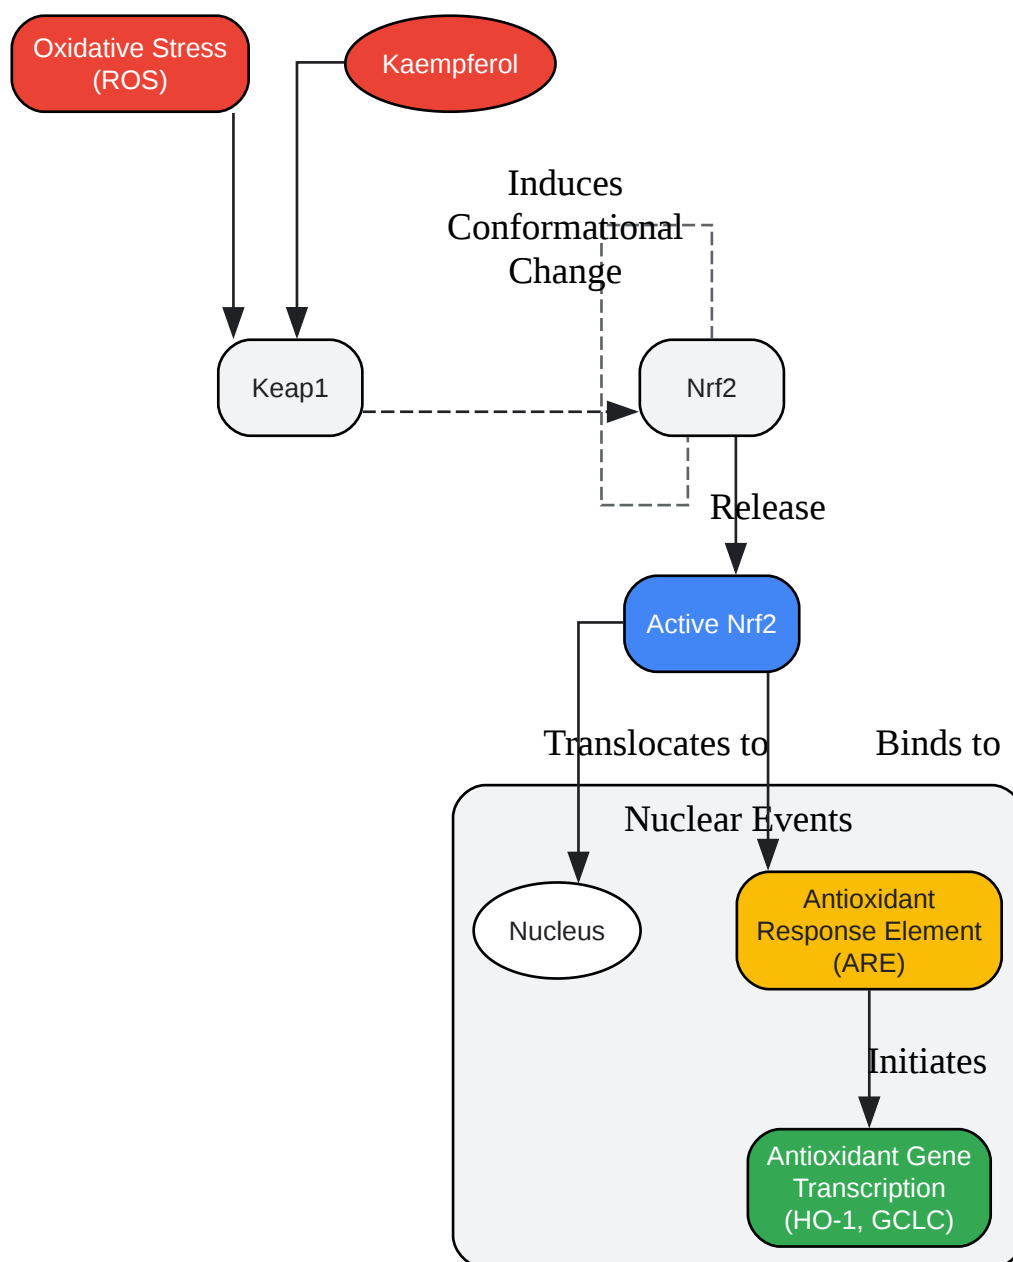 Oxidative Stress
(ROS)
Kaempferol
Induces
Conformational
Change
Keap1
Nrf2
Release
Active Nrf2
Translocates to
Binds to
Nuclear Events
Nucleus
Antioxidant
Response Element
(ARE)
Initiates
Antioxidant Gene
Transcription
(HO-1, GCLC)